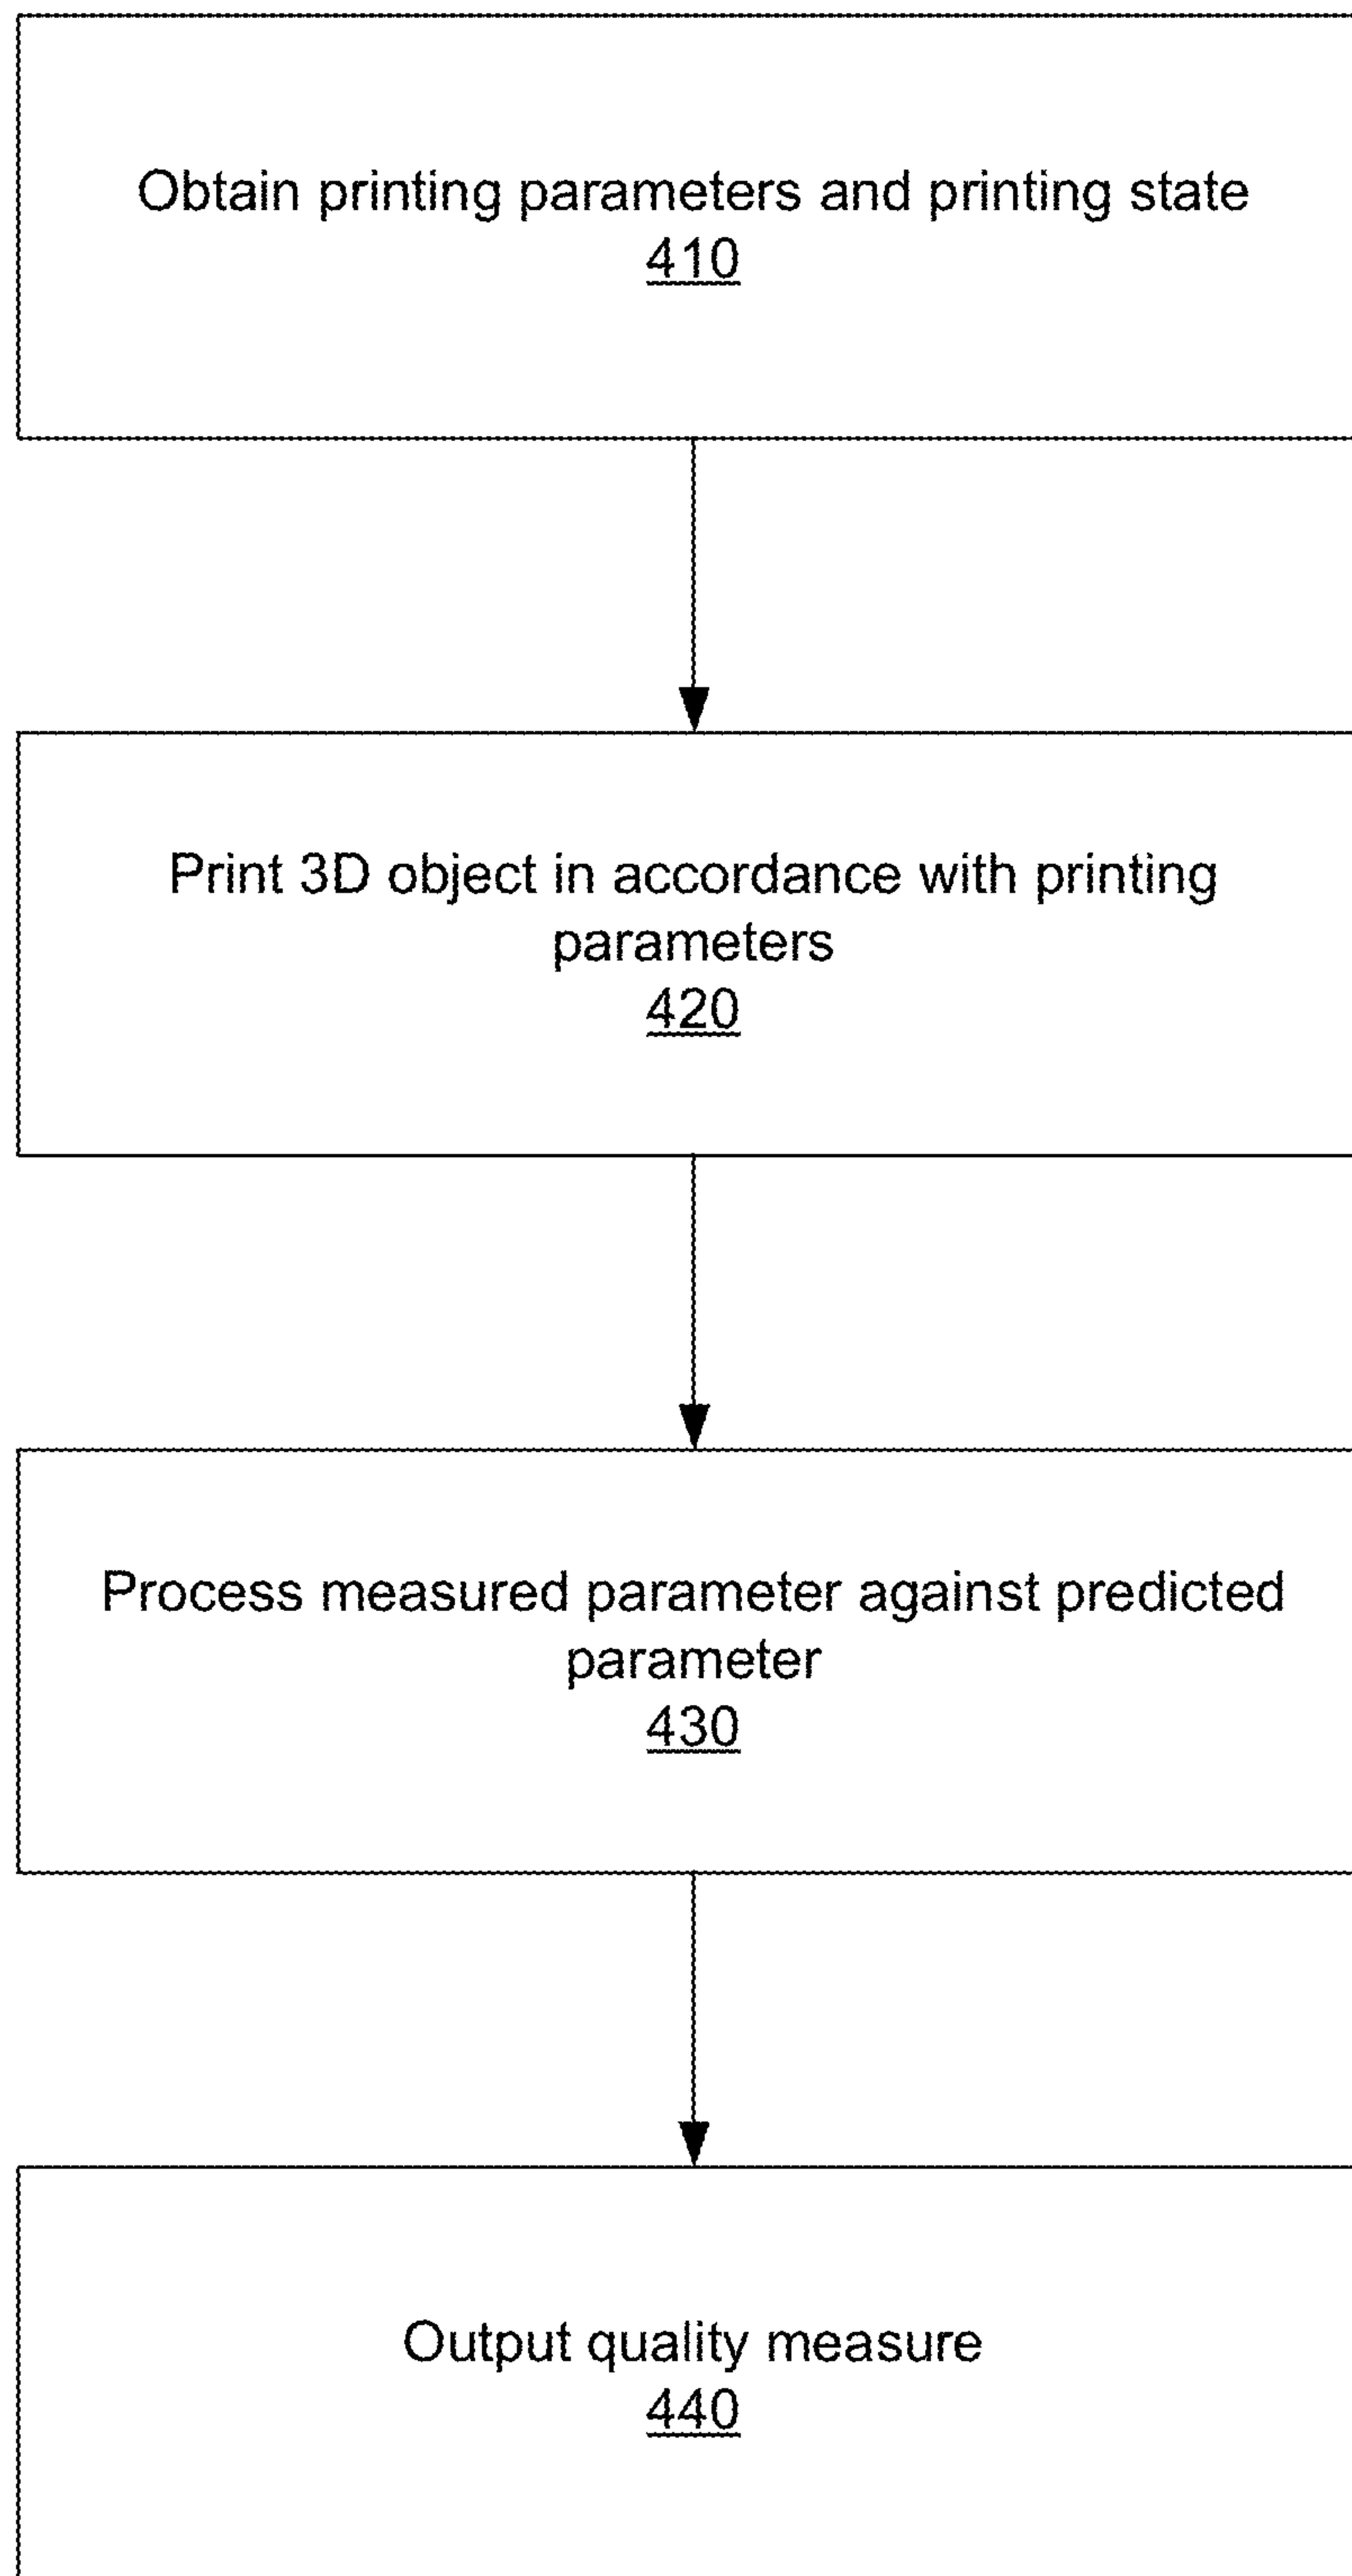 Obtain printing parameters and printing state
410
Print 3D object in accordance with printing
parameters
420
Process measured parameter against predicted
parameter
430
Output quality measure
440